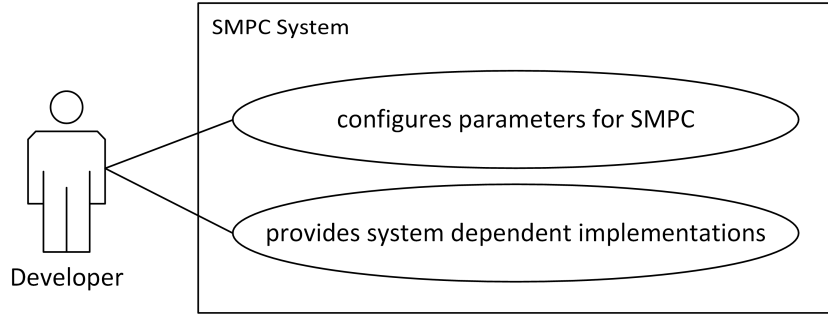 SMPC System
configures parameters for SMPC
provides system dependent implementations
Developer